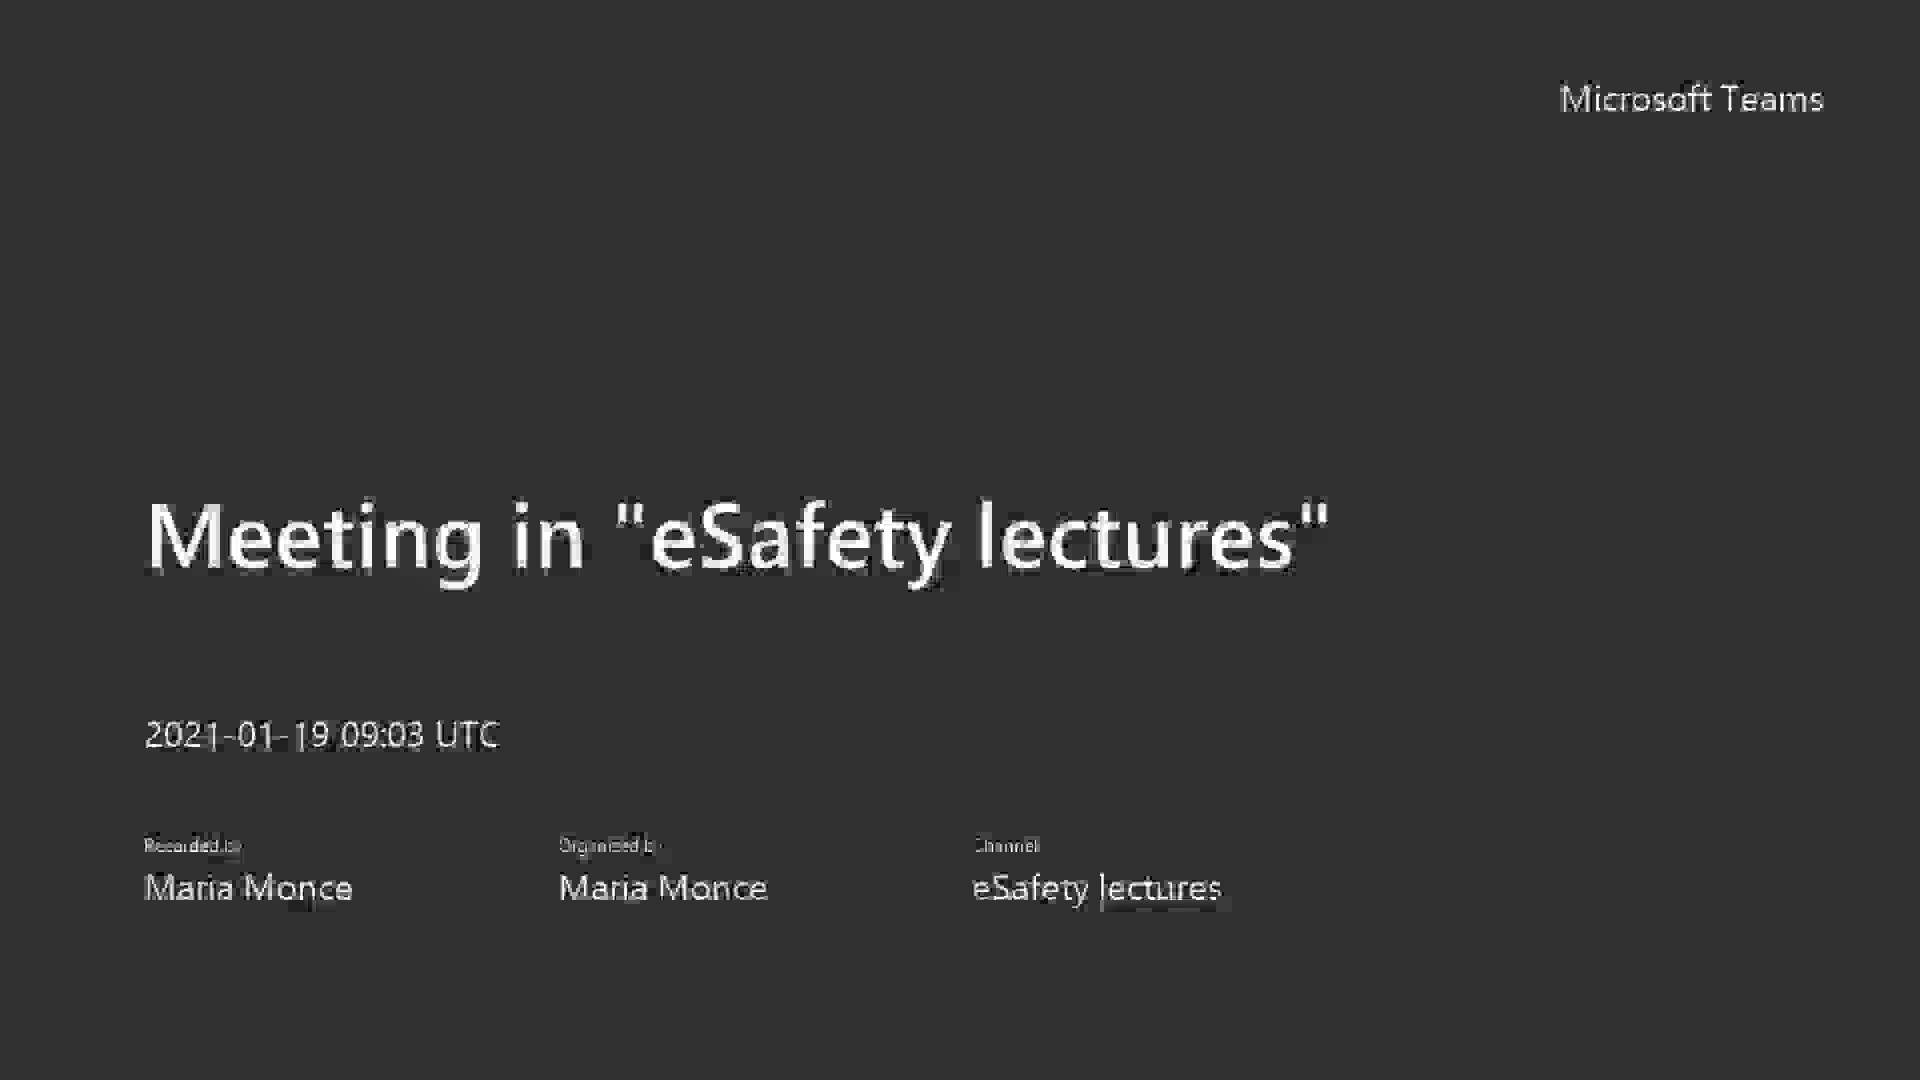 Microsoft Teams
Meeting in "eSafety lectures"
2021-01-19 09:03 UTC
Recorded by
Organized by
Channel
Maria Monce
Maria Monce
eSafety lectures